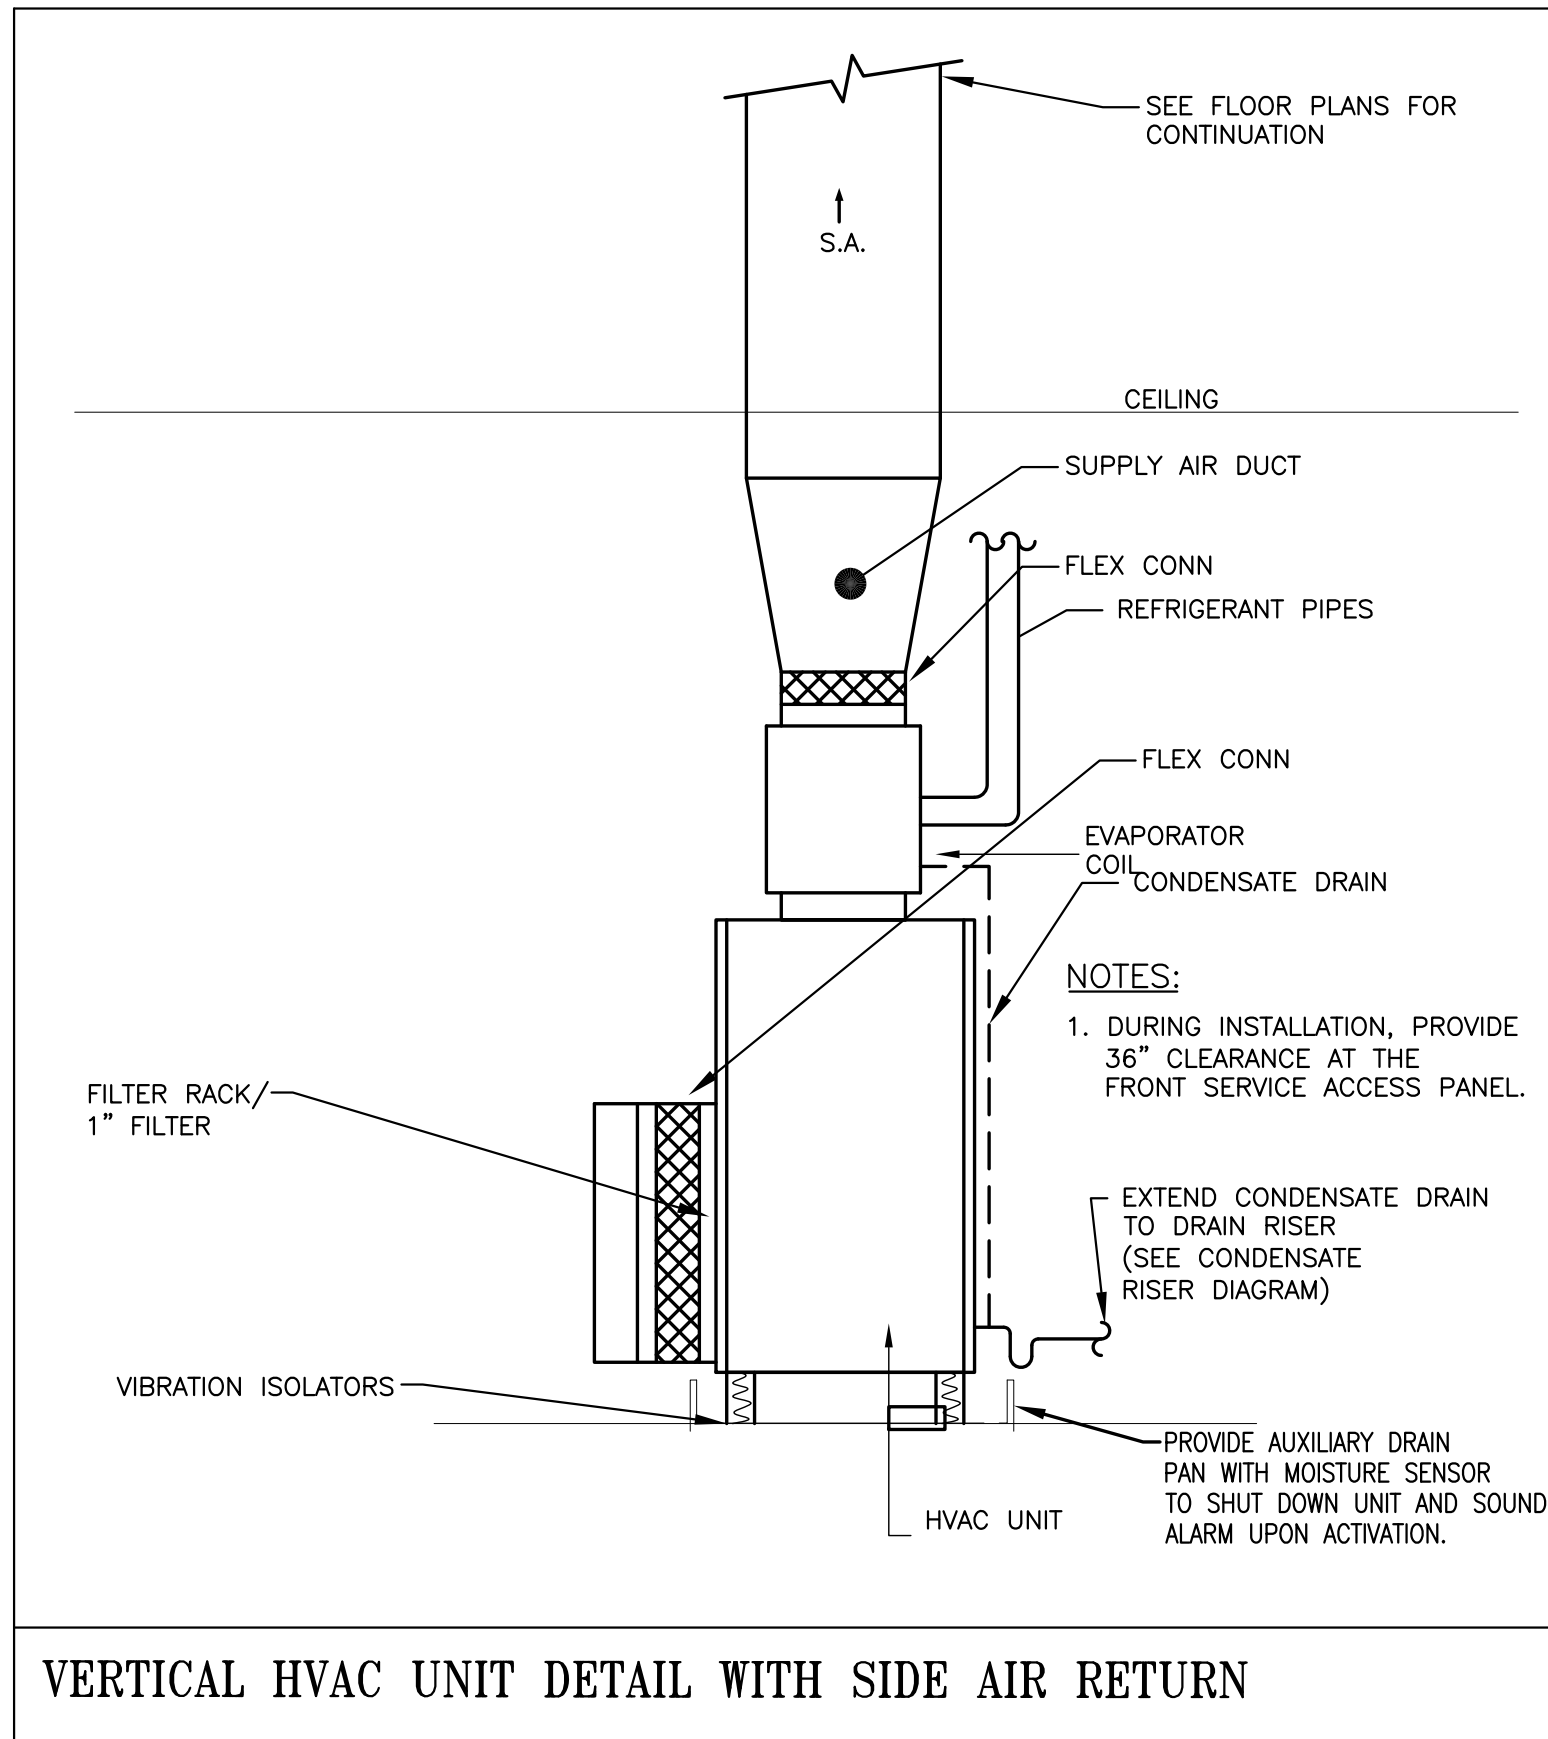 SEE FLOOR PLANS FOR
CONTINUATION
S.A.
CEILING
SUPPLY AIR DUCT
FLEX CONN
REFRIGERANT PIPES
FLEX CONN
EVAPORATOR
COIL
CONDENSATE DRAIN
NOTES:
1. DURING INSTALLATION, PROVIDE
36" CLEARANCE AT THE
FRONT SERVICE ACCESS PANEL.
FILTER RACK/
1" FILTER
EXTEND CONDENSATE DRAIN
TO DRAIN RISER
(SEE CONDENSATE
RISER DIAGRAM)
VIBRATION ISOLATORS
PROVIDE AUXILIARY DRAIN
PAN WITH MOISTURE SENSOR
TO SHUT DOWN UNIT AND SOUND
ALARM UPON ACTIVATION.
HVAC UNIT
VERTICAL HVAC UNIT DETAIL WITH SIDE AIR RETURN